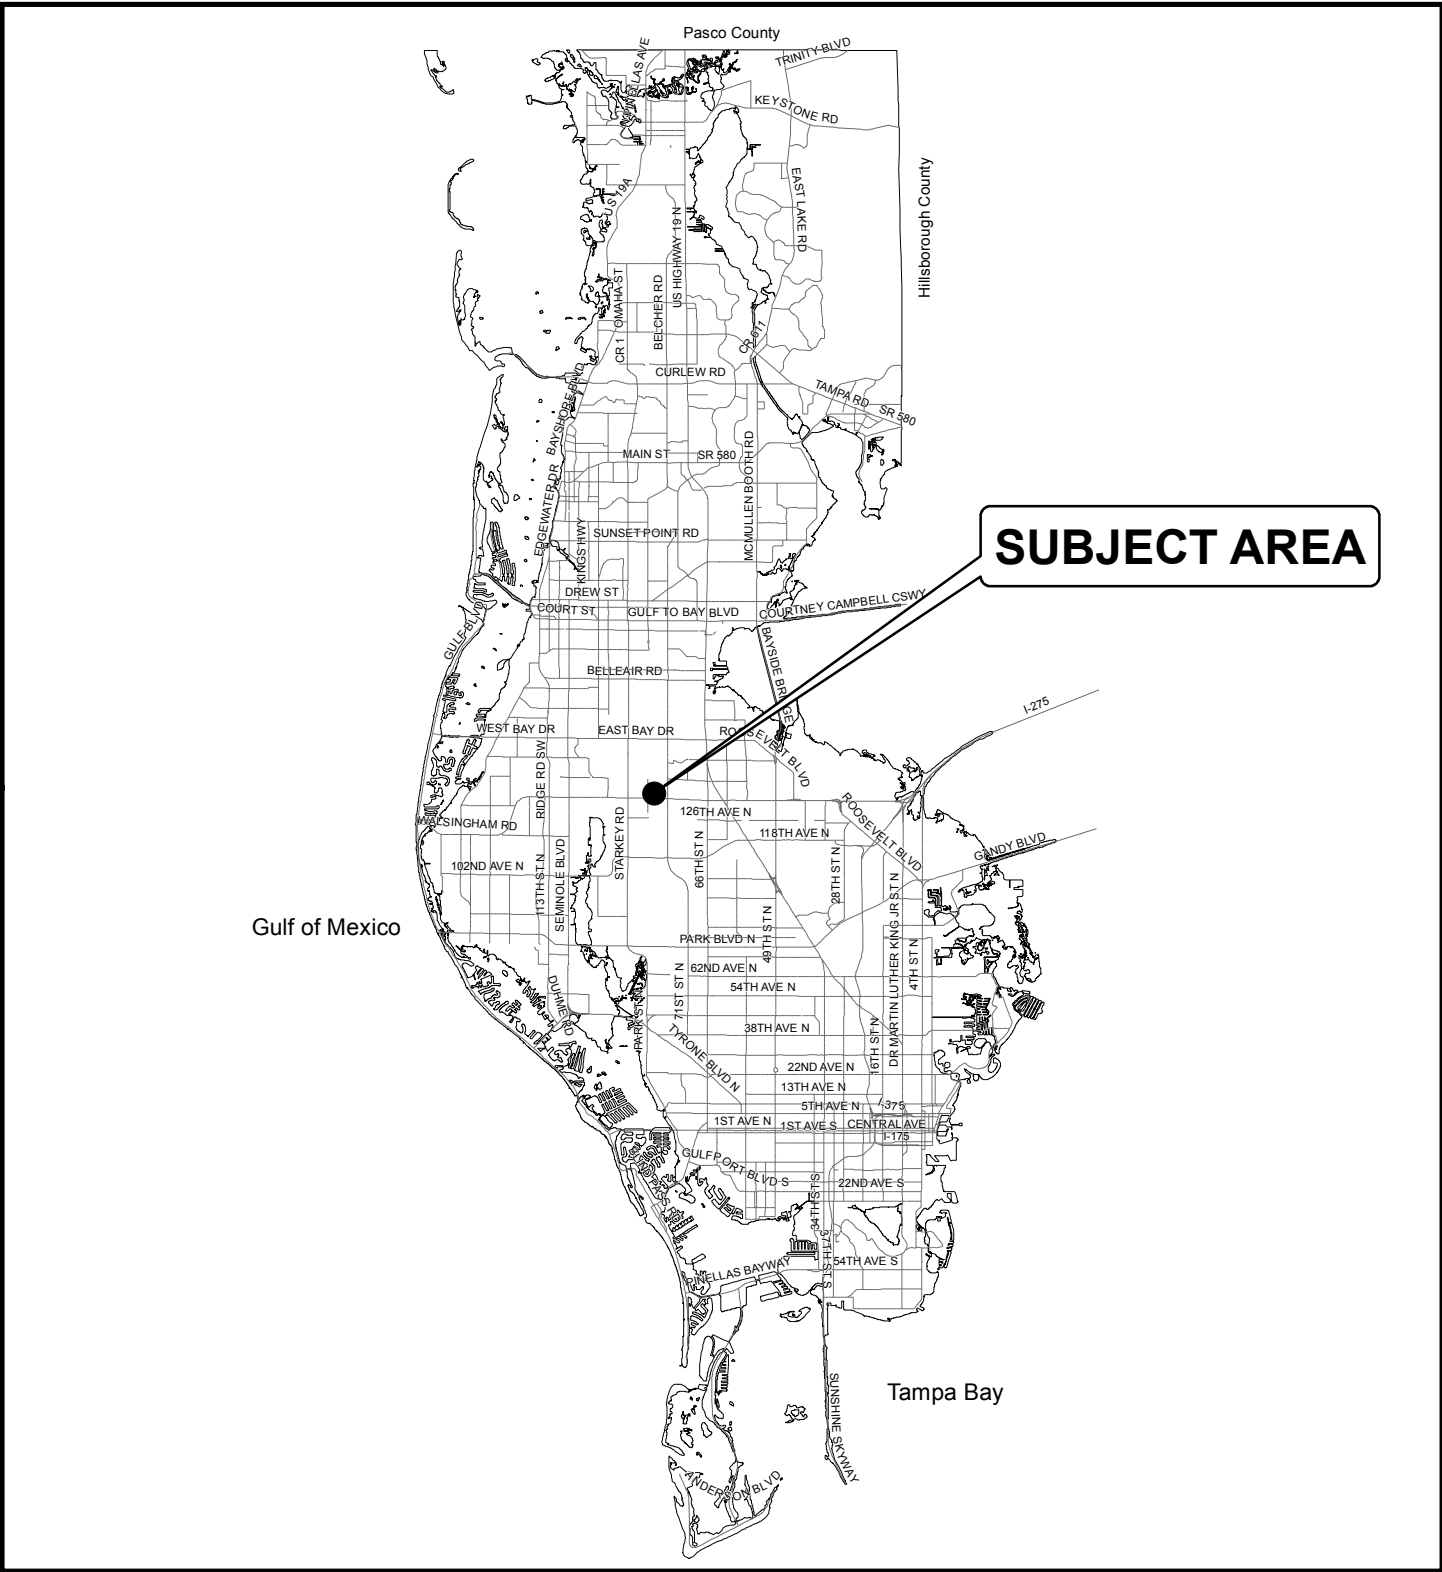 Pasco County
TRINITY BLVD
KEYSTONE RD
Hillsborough County
EAST LAKE RD
US 19A
US HIGHWAY 19 N
BELCHER RD
OMAHA ST
CR 1
CR 611
CURLEW RD
TAMPA RD
SR 580
BAYSHORE BLVD
MAIN ST
SR 580
MCMULLEN BOOTH RD
EDGEWATER DR
KINGS HWY
SUNSET POINT RD
SUBJECT AREA
DREW ST
COURT ST
GULF TO BAY BLVD
COURTNEY CAMPBELL CSWY
GULF BLVD
BAYSIDE BRIDGE
BELLEAIR RD
I-275
WEST BAY DR
EAST BAY DR
ROOSEVELT BLVD
RIDGE RD SW
WALSINGHAM RD
STARKEY RD
126TH AVE N
118TH AVE N
ROOSEVELT BLVD
GANDY BLVD
102ND AVE N
113TH ST N
SEMINOLE BLVD
66TH ST N
28TH ST N
DR MARTIN LUTHER KING JR ST N
Gulf of Mexico
49TH ST N
PARK BLVD N
4TH ST N
62ND AVE N
54TH AVE N
71ST ST N
DUHME RD
PARK ST N
TYRONE BLVD N
38TH AVE N
16TH ST N
22ND AVE N
13TH AVE N
5TH AVE N
I-375
1ST AVE N
1ST AVE S
CENTRAL AVE
I-175
GULFPORT BLVD S
22ND AVE S
34TH ST S
37TH ST S
54TH AVE S
PINELLAS BAYWAY
Tampa Bay
SUNSHINE SKYWAY
ANDERSON BLVD